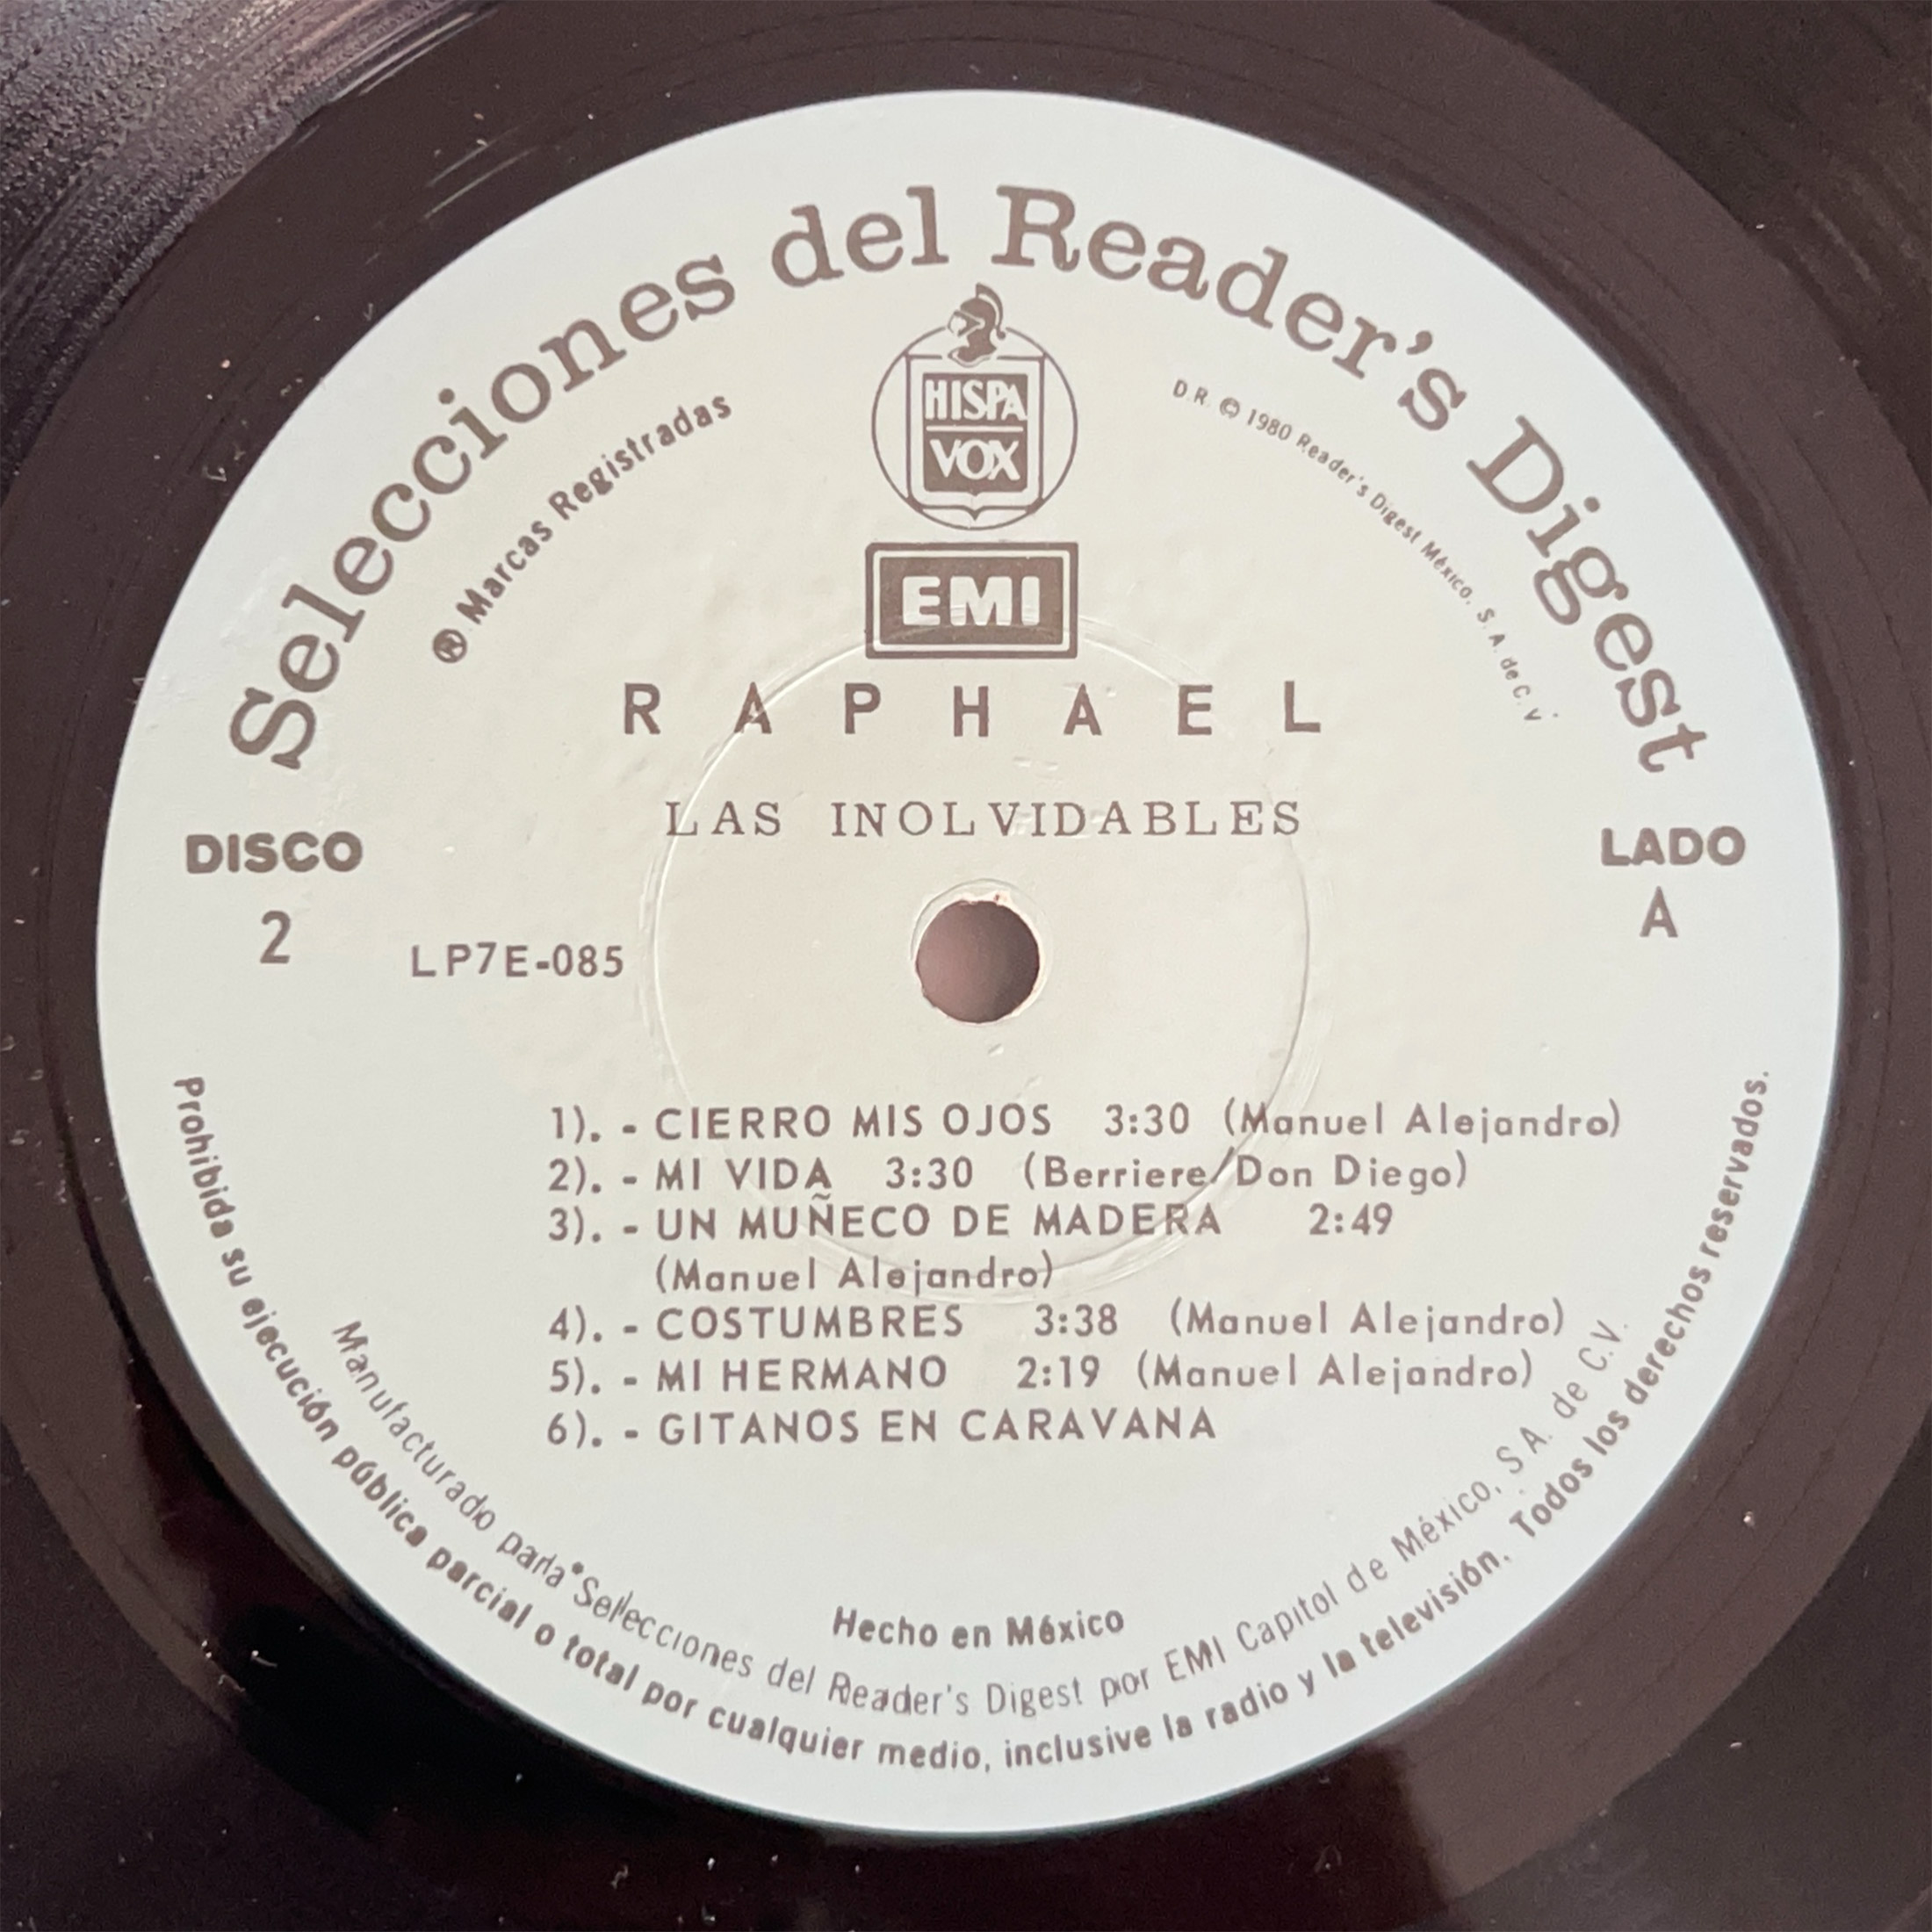 Selecciones del Reader's Digest
® Marcas Registradas
D.R. © 1980 Reader's Digest México, S.A. de C.V.
HISPA
VOX
EMI
RAPHAEL
LAS INOLVIDABLES
DISCO
2
LADO
A
LP7E-085
1). - CIERRO MIS OJOS 3:30 (Manuel Alejandro)
2). - MI VIDA 3:30 (Berriere/Don Diego)
3). - UN MUÑECO DE MADERA 2:49
(Manuel Alejandro)
4). - COSTUMBRES 3:38 (Manuel Alejandro)
5). - MI HERMANO 2:19 (Manuel Alejandro)
6). - GITANOS EN CARAVANA
Hecho en México
Manufacturado para Selecciones del Reader's Digest por EMI Capitol de México, S.A. de C.V.
Prohibida su ejecución pública parcial o total por cualquier medio, inclusive la radio y la televisión. Todos los derechos reservados.